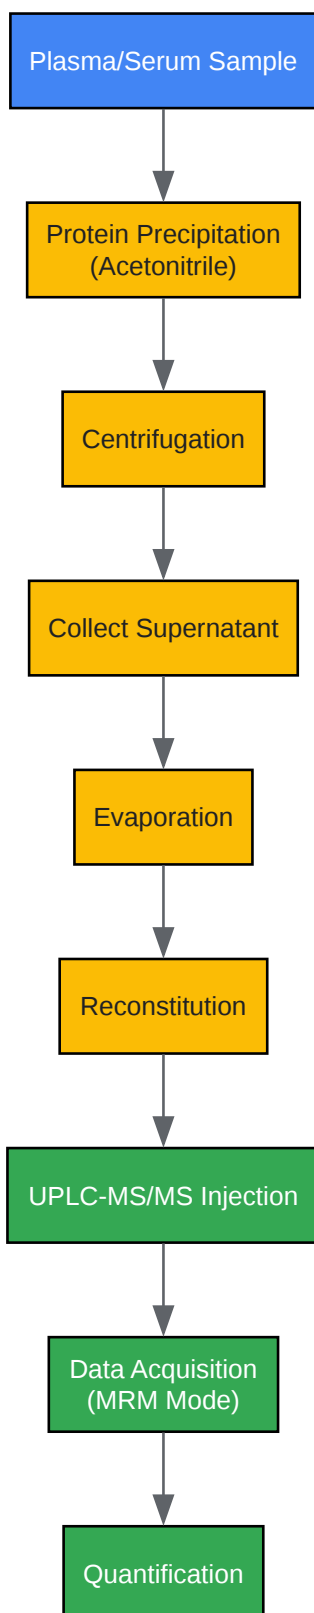 Plasma/Serum Sample
Protein Precipitation
(Acetonitrile)
Centrifugation
Collect Supernatant
Evaporation
Reconstitution
UPLC-MS/MS Injection
Data Acquisition
(MRM Mode)
Quantification